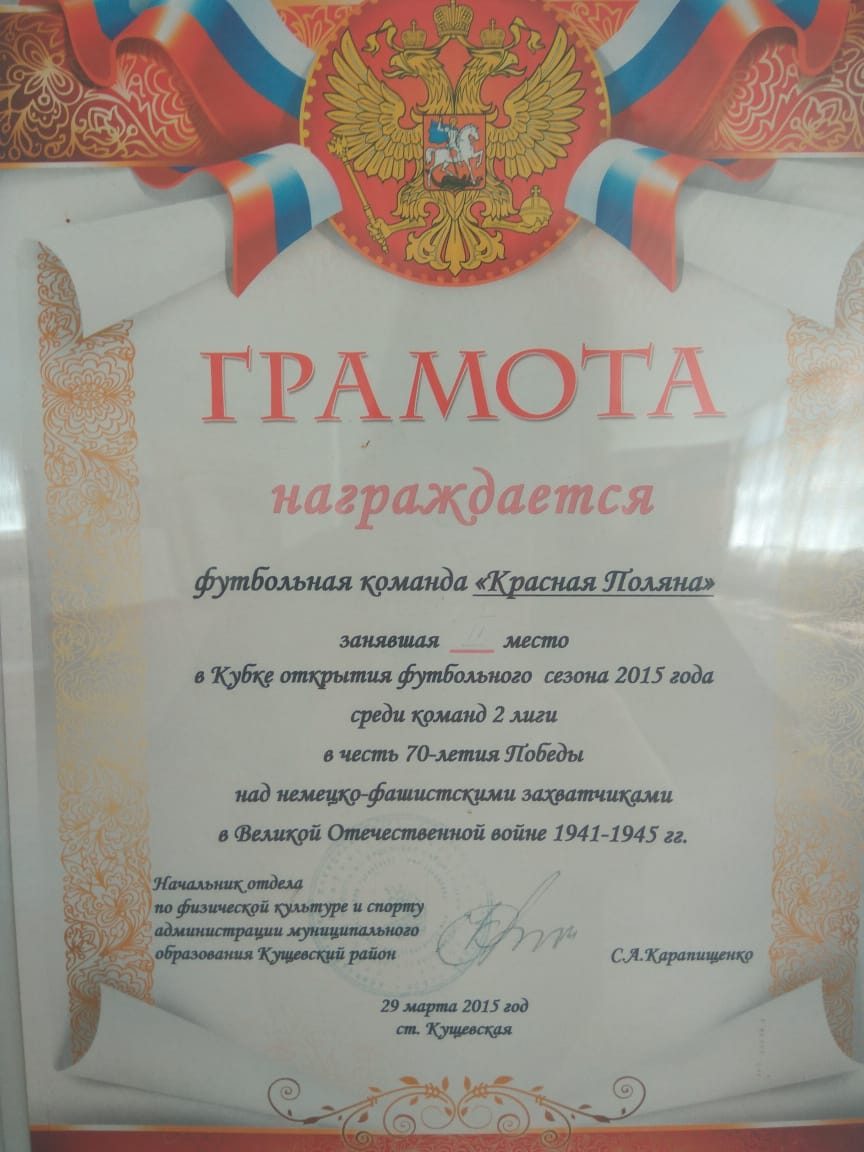 ГРАМОТА
награждается
футбольная команда «Красная Поляна»
занявшая место
в Кубке открытия футбольного сезона 2015 года
среди команд 2 лиги
в честь 70-летия Победы
над немецко-фашистскими захватчиками
в Великой Отечественной войне 1941-1945 гг.
Начальник отдела
по физической культуре и спорту
администрации муниципального
образования Кущевский район
С.А.Карапищенко
29 марта 2015 год
ст. Кущевская